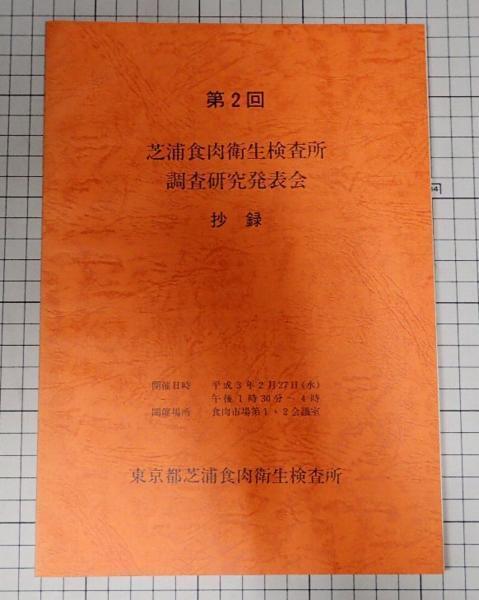 第2回
芝浦食肉衛生検査所
調査研究発表会
抄録
開催日時 平成3年2月27日(水)
午後1時30分～4時
開催場所 食肉市場第1・2会議室
東京都芝浦食肉衛生検査所